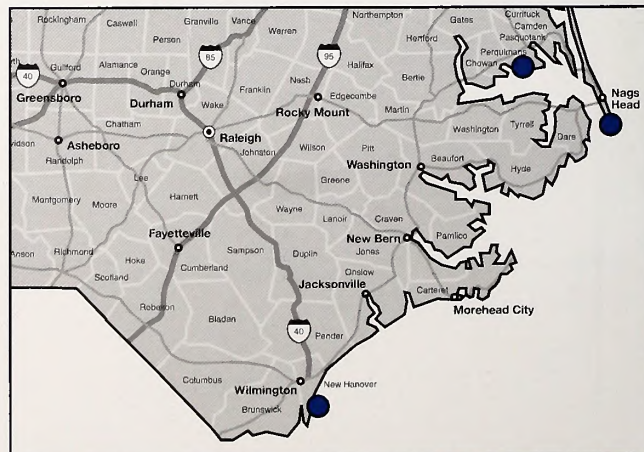 Rockingham
Caswell
Person
Granville
Vance
Warren
Northampton
Gates
Currituck
Camden
Pasquotank
Perquimans
Chowan
Hertford
Halifax
Bertie
40
Guilford
Alamance
Orange
Durham
85
95
Greensboro
Durham
Wake
Franklin
Nash
Rocky Mount
Edgecombe
Martin
Nags
Head
Washington
Tyrrell
Dare
Chatham
Raleigh
Asheboro
Randolph
Johnston
Wilson
Pitt
Greene
Washington
Beaufort
Hyde
vidson
Lee
Harnett
Montgomery
Moore
Wayne
Lenoir
Craven
Pamlico
Fayetteville
Sampson
Duplin
New Bern
Jones
Anson
Richmond
Hoke
Cumberland
Scotland
Onslow
Jacksonville
Carteret
Morehead City
Robeson
Bladan
40
Pender
Columbus
Wilmington
New Hanover
Brunswick